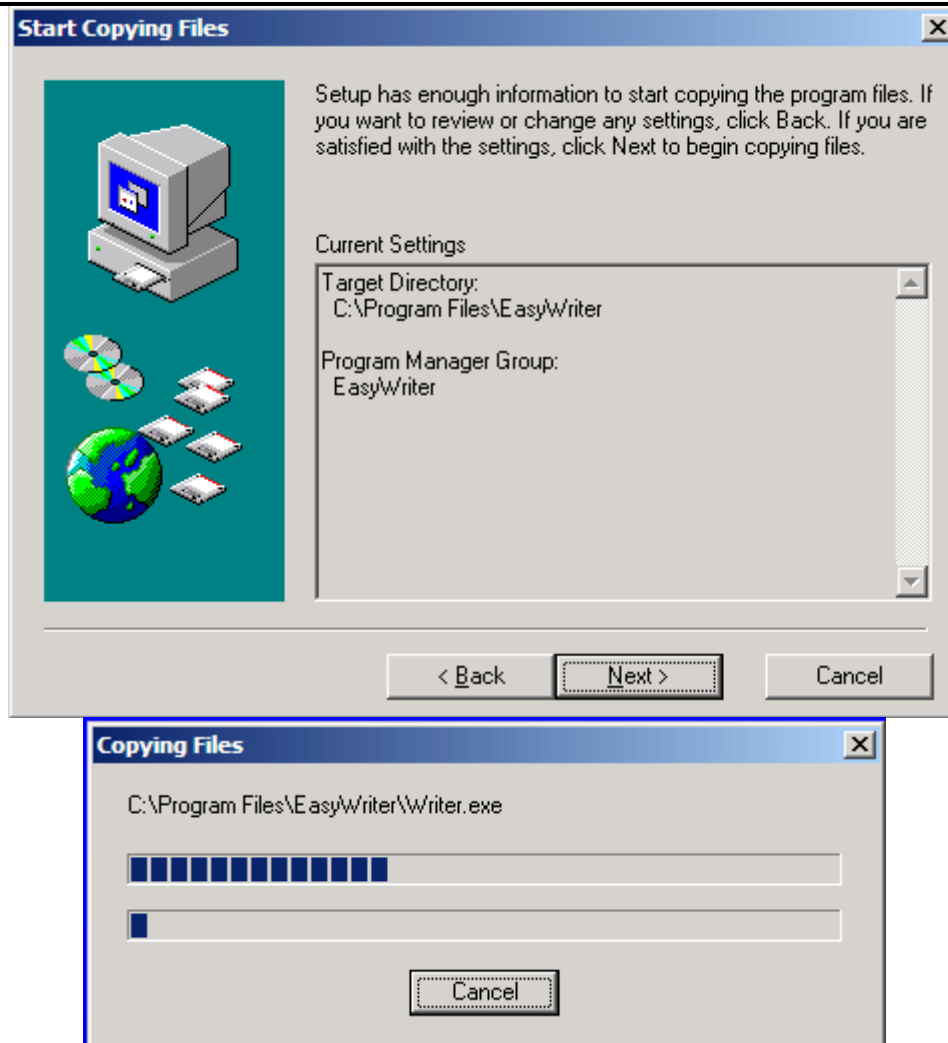 Start Copying Files
Setup has enough information to start copying the program files. If
you want to review or change any settings, click Back. If you are
satisfied with the settings, click Next to begin copying files.
Current Settings
Target Directory:
C:\Program Files\EasyWriter
Program Manager Group:
EasyWriter
< Back
Next >
Cancel
Copying Files
C:\Program Files\EasyWriter\Writer.exe
Cancel